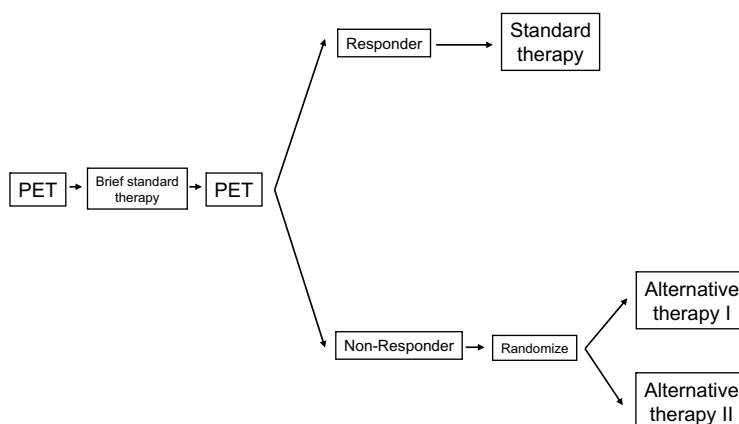 PET
Brief standard
therapy
PET
Responder
Standard
therapy
Non-Responder
Randomize
Alternative
therapy I
Alternative
therapy II